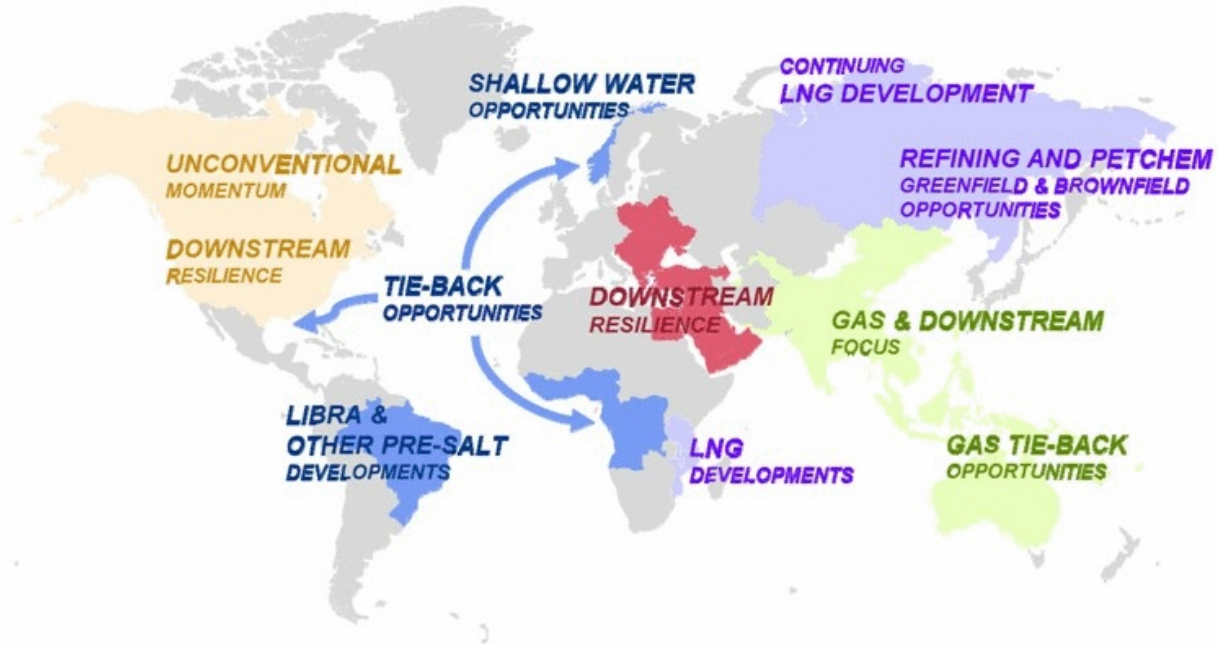 SHALLOW WATER
OPPORTUNITIES
CONTINUING
LNG DEVELOPMENT
UNCONVENTIONAL
MOMENTUM
REFINING AND PETCHEM
GREENFIELD & BROWNFIELD
OPPORTUNITIES
DOWNSTREAM
RESILIENCE
TIE-BACK
OPPORTUNITIES
DOWNSTREAM
RESILIENCE
GAS & DOWNSTREAM
FOCUS
LIBRA &
OTHER PRE-SALT
DEVELOPMENTS
LNG
DEVELOPMENTS
GAS TIE-BACK
OPPORTUNITIES